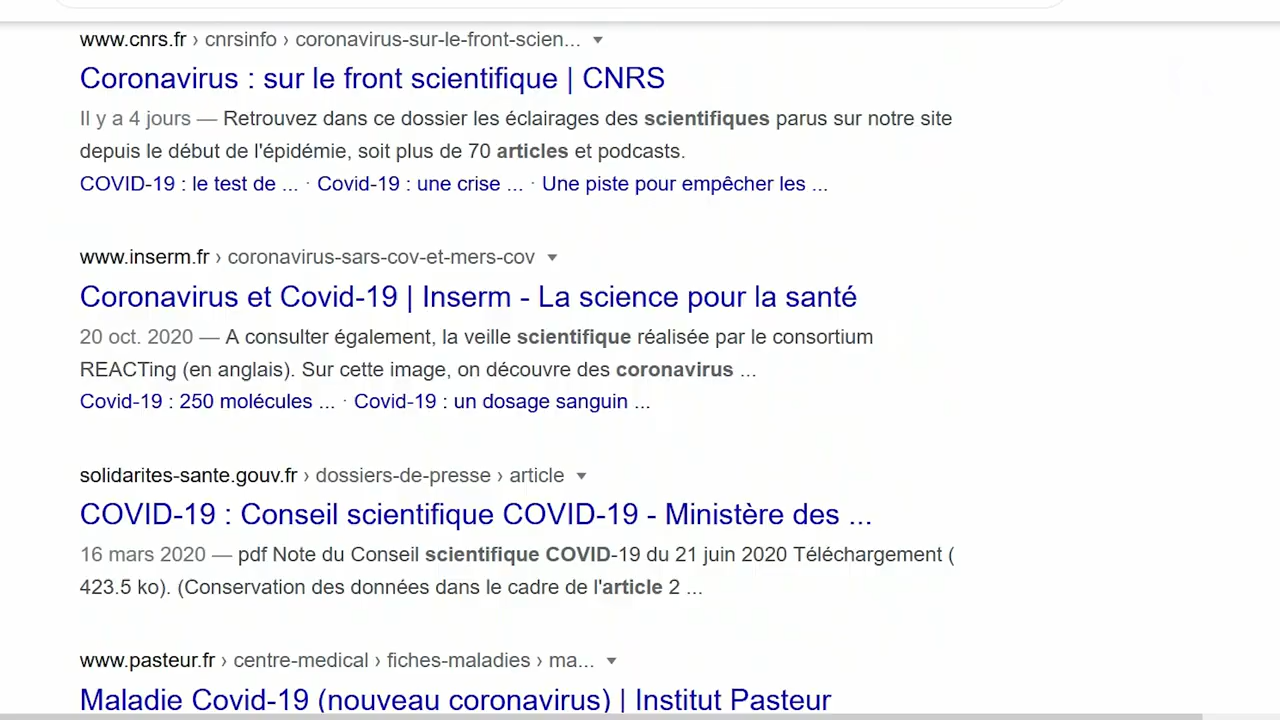 www.cnrs.fr › cnrsinfo › coronavirus-sur-le-front-scien...
Coronavirus : sur le front scientifique | CNRS
Il y a 4 jours — Retrouvez dans ce dossier les éclairages des scientifiques parus sur notre site
depuis le début de l'épidémie, soit plus de 70 articles et podcasts.
COVID-19 : le test de ... · Covid-19 : une crise ... · Une piste pour empêcher les ...
www.inserm.fr › coronavirus-sars-cov-et-mers-cov
Coronavirus et Covid-19 | Inserm - La science pour la santé
20 oct. 2020 — A consulter également, la veille scientifique réalisée par le consortium
REACTing (en anglais). Sur cette image, on découvre des coronavirus ...
Covid-19 : 250 molécules ... · Covid-19 : un dosage sanguin ...
solidarites-sante.gouv.fr › dossiers-de-presse › article
COVID-19 : Conseil scientifique COVID-19 - Ministère des ...
16 mars 2020 — pdf Note du Conseil scientifique COVID-19 du 21 juin 2020 Téléchargement (
423.5 ko). (Conservation des données dans le cadre de l'article 2 ...
www.pasteur.fr › centre-medical › fiches-maladies › ma...
Maladie Covid-19 (nouveau coronavirus) | Institut Pasteur